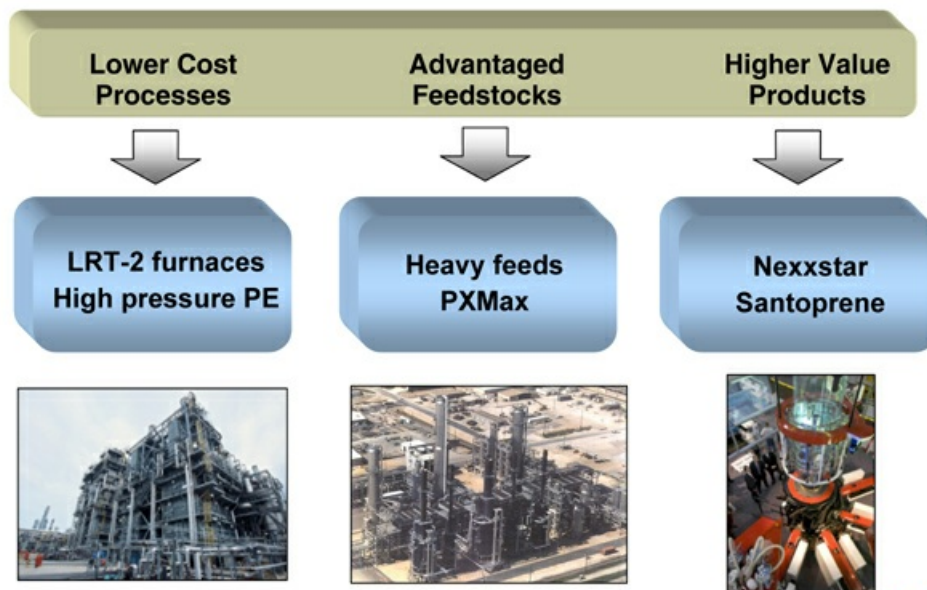 Lower Cost
Processes
Advantaged
Feedstocks
Higher Value
Products
LRT-2 furnaces
High pressure PE
Heavy feeds
PXMax
Nexxstar
Santoprene